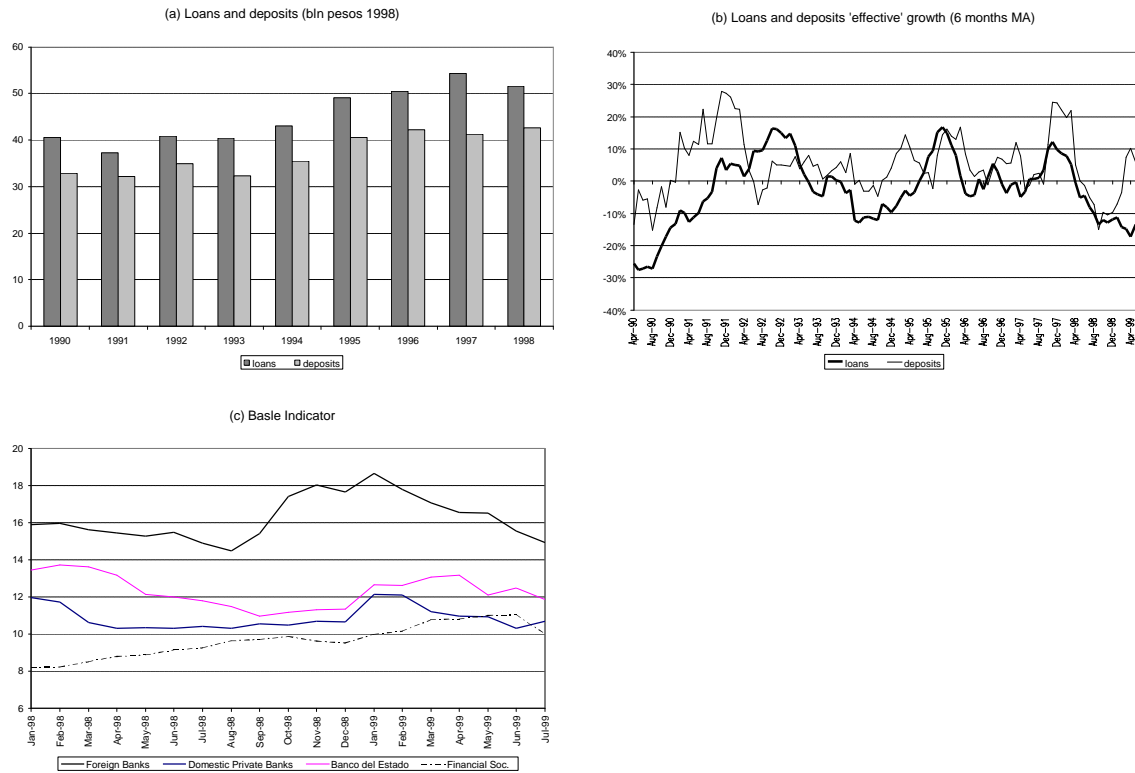 (a) Loans and deposits (bln pesos 1998)
60
50
40
30
20
10
0
1990 1991 1992 1993 1994 1995 1996 1997 1998
loans deposits
(b) Loans and deposits 'effective' growth (6 months MA)
40%
30%
20%
10%
0%
-10%
-20%
-30%
-40%
Apr-90 Aug-90 Dec-90 Apr-91 Aug-91 Dec-91 Apr-92 Aug-92 Dec-92 Apr-93 Aug-93 Dec-93 Apr-94 Aug-94 Dec-94 Apr-95 Aug-95 Dec-95 Apr-96 Aug-96 Dec-96 Apr-97 Aug-97 Dec-97 Apr-98 Aug-98 Dec-98 Apr-99
loans deposits
(c) Basle Indicator
20
18
16
14
12
10
8
6
Jan-98 Feb-98 Mar-98 Apr-98 May-98 Jun-98 Jul-98 Aug-98 Sep-98 Oct-98 Nov-98 Dec-98 Jan-99 Feb-99 Mar-99 Apr-99 May-99 Jun-99 Jul-99
Foreign Banks Domestic Private Banks Banco del Estado Financial Soc.